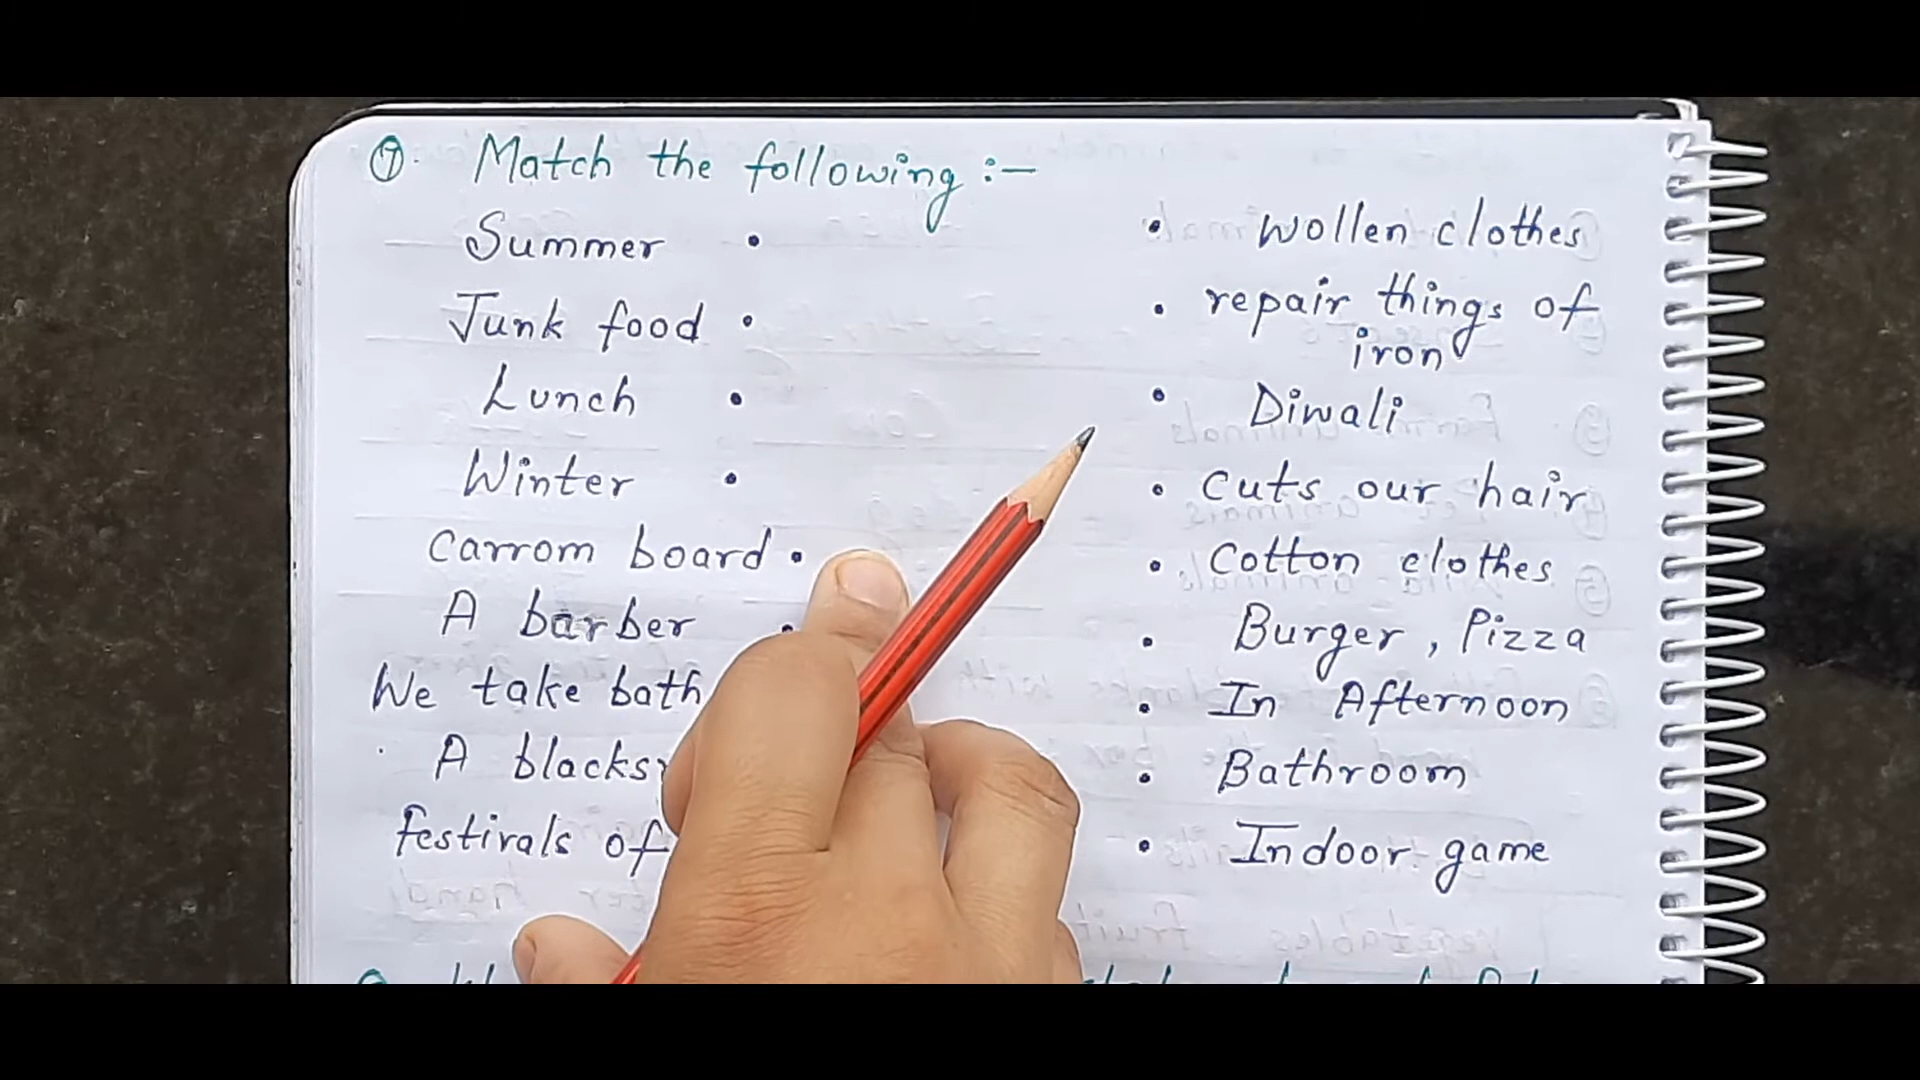 7. Match the following :-
Summer • • Wollen clothes
Junk food • • repair things of
iron
Lunch • • Diwali
Winter • • Cuts our hair
Carrom board • • Cotton clothes
A barber • • Burger, Pizza
We take bath • In Afternoon
A • Bathroom
festivals of • Indoor game